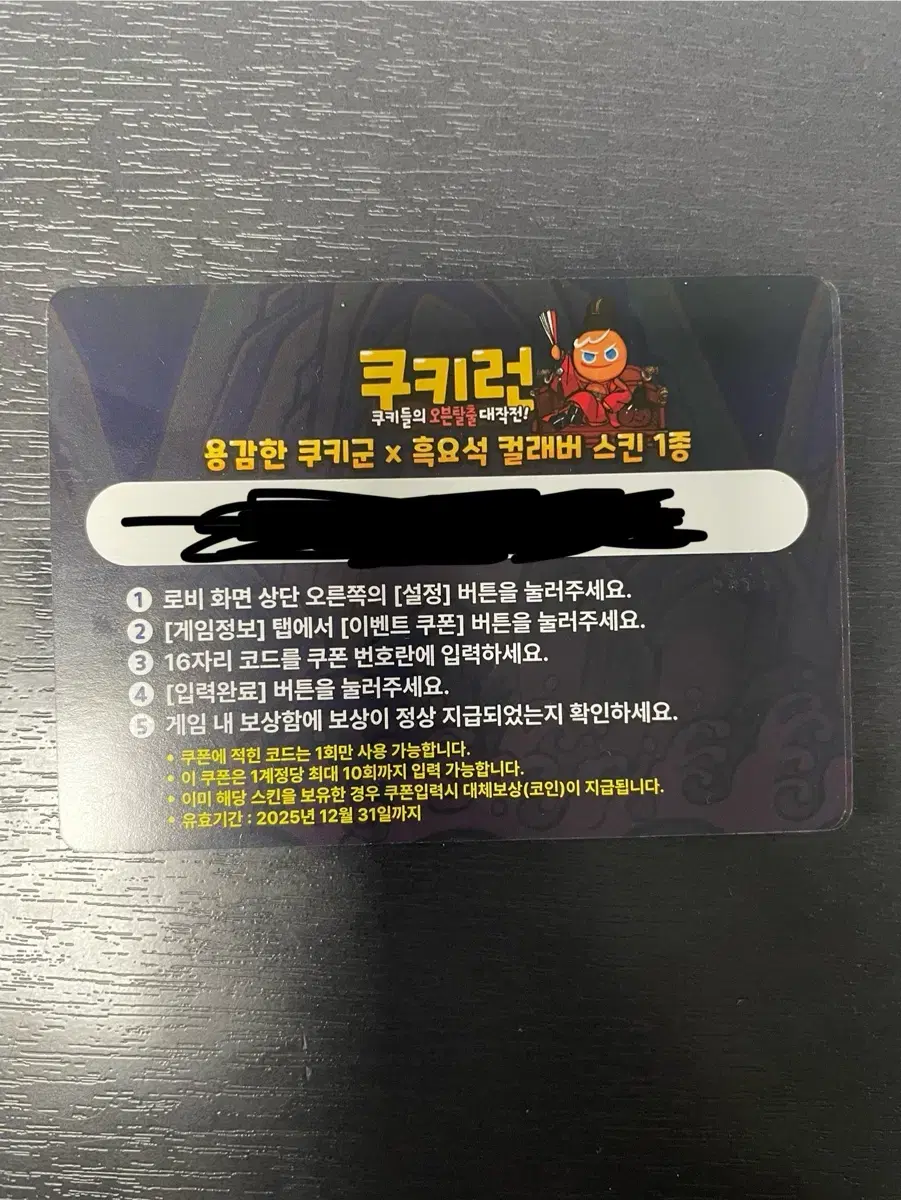 쿠키런
쿠키들의 오븐탈출 대작전!
용감한 쿠키군 x 흑요석 컬래버 스킨 1종
1 로비 화면 상단 오른쪽의 [설정] 버튼을 눌러주세요.
2 [게임정보] 탭에서 [이벤트 쿠폰] 버튼을 눌러주세요.
3 16자리 코드를 쿠폰 번호란에 입력하세요.
4 [입력완료] 버튼을 눌러주세요.
5 게임 내 보상함에 보상이 정상 지급되었는지 확인하세요.
• 쿠폰에 적힌 코드는 1회만 사용 가능합니다.
• 이 쿠폰은 1계정당 최대 10회까지 입력 가능합니다.
• 이미 해당 스킨을 보유한 경우 쿠폰입력시 대체보상(코인)이 지급됩니다.
• 유효기간 : 2025년 12월 31일까지